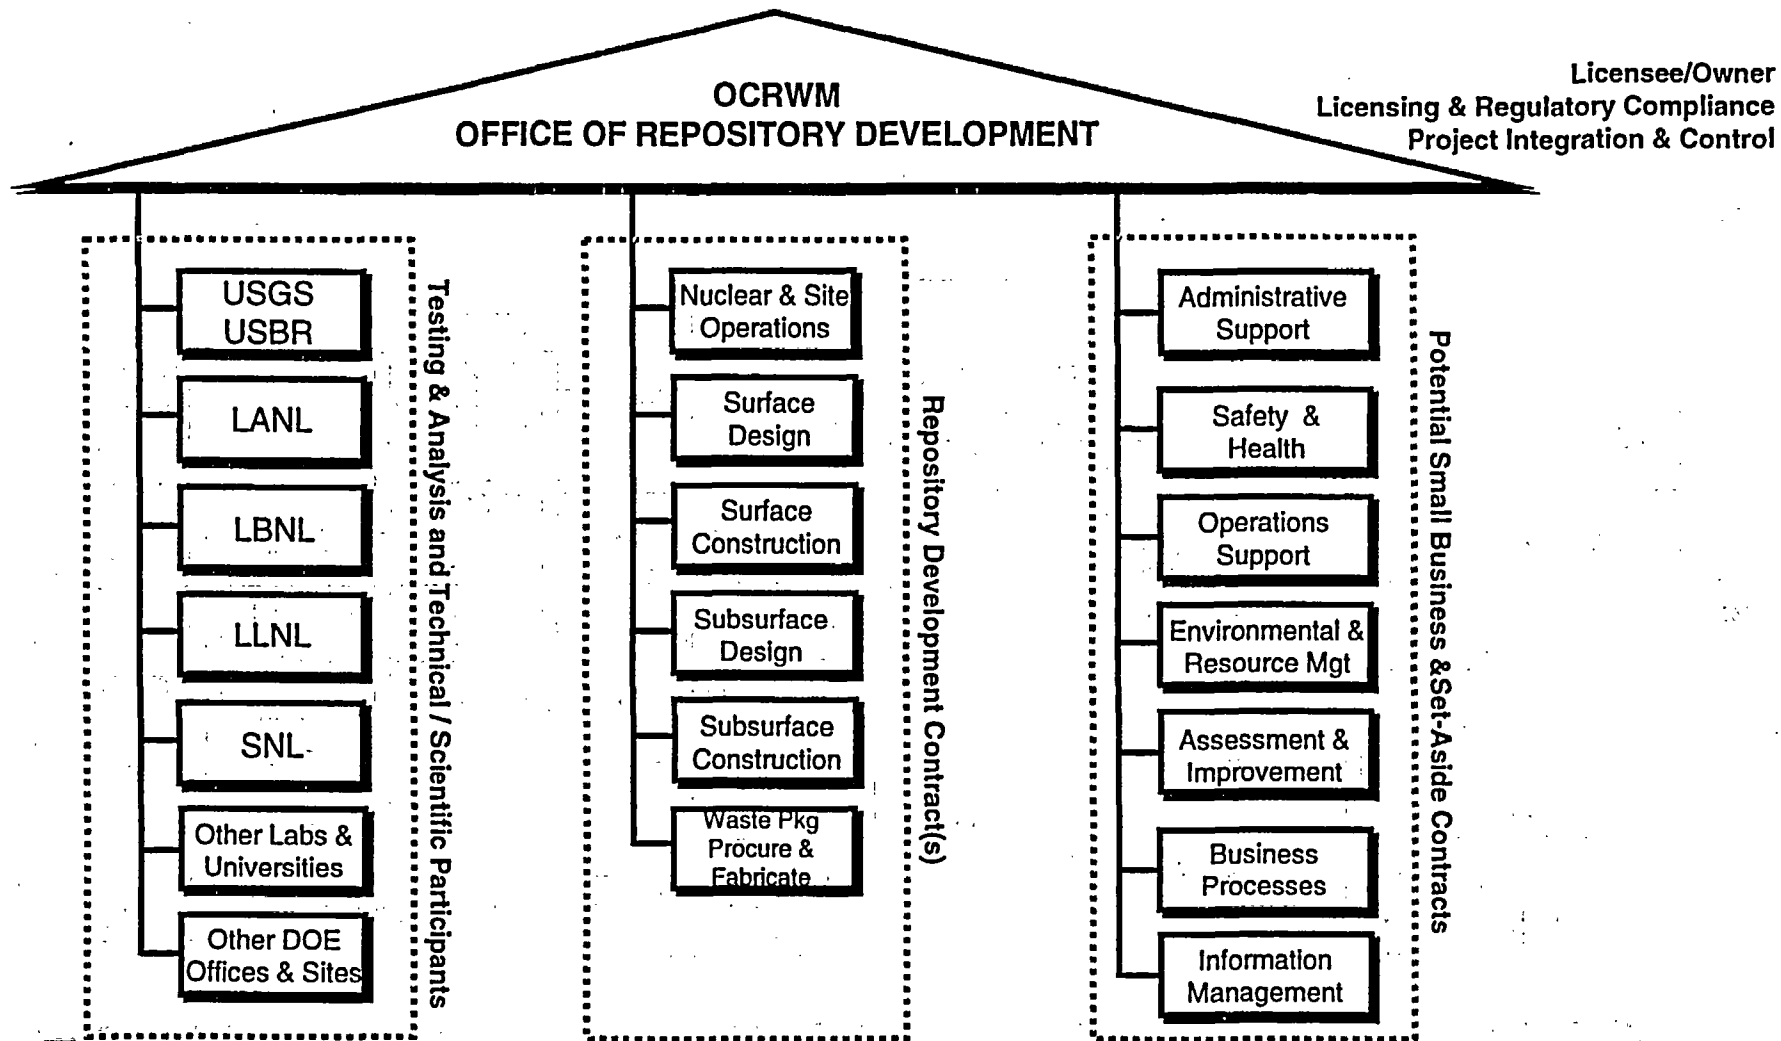 OCRWM
OFFICE OF REPOSITORY DEVELOPMENT
Licensee/Owner
Licensing & Regulatory Compliance
Project Integration & Control
USGS
USBR
LANL
LBNL
LLNL
SNL
Other Labs &
Universities
Other DOE
Offices & Sites
Testing & Analysis and Technical / Scientific Participants
Nuclear & Site
Operations
Surface
Design
Surface
Construction
Subsurface
Design
Subsurface
Construction
Waste Pkg
Procure &
Fabricate
Repository Development Contract(s)
Administrative
Support
Safety &
Health
Operations
Support
Environmental &
Resource Mgt
Assessment &
Improvement
Business
Processes
Information
Management
Potential Small Business &Set-Aside Contracts